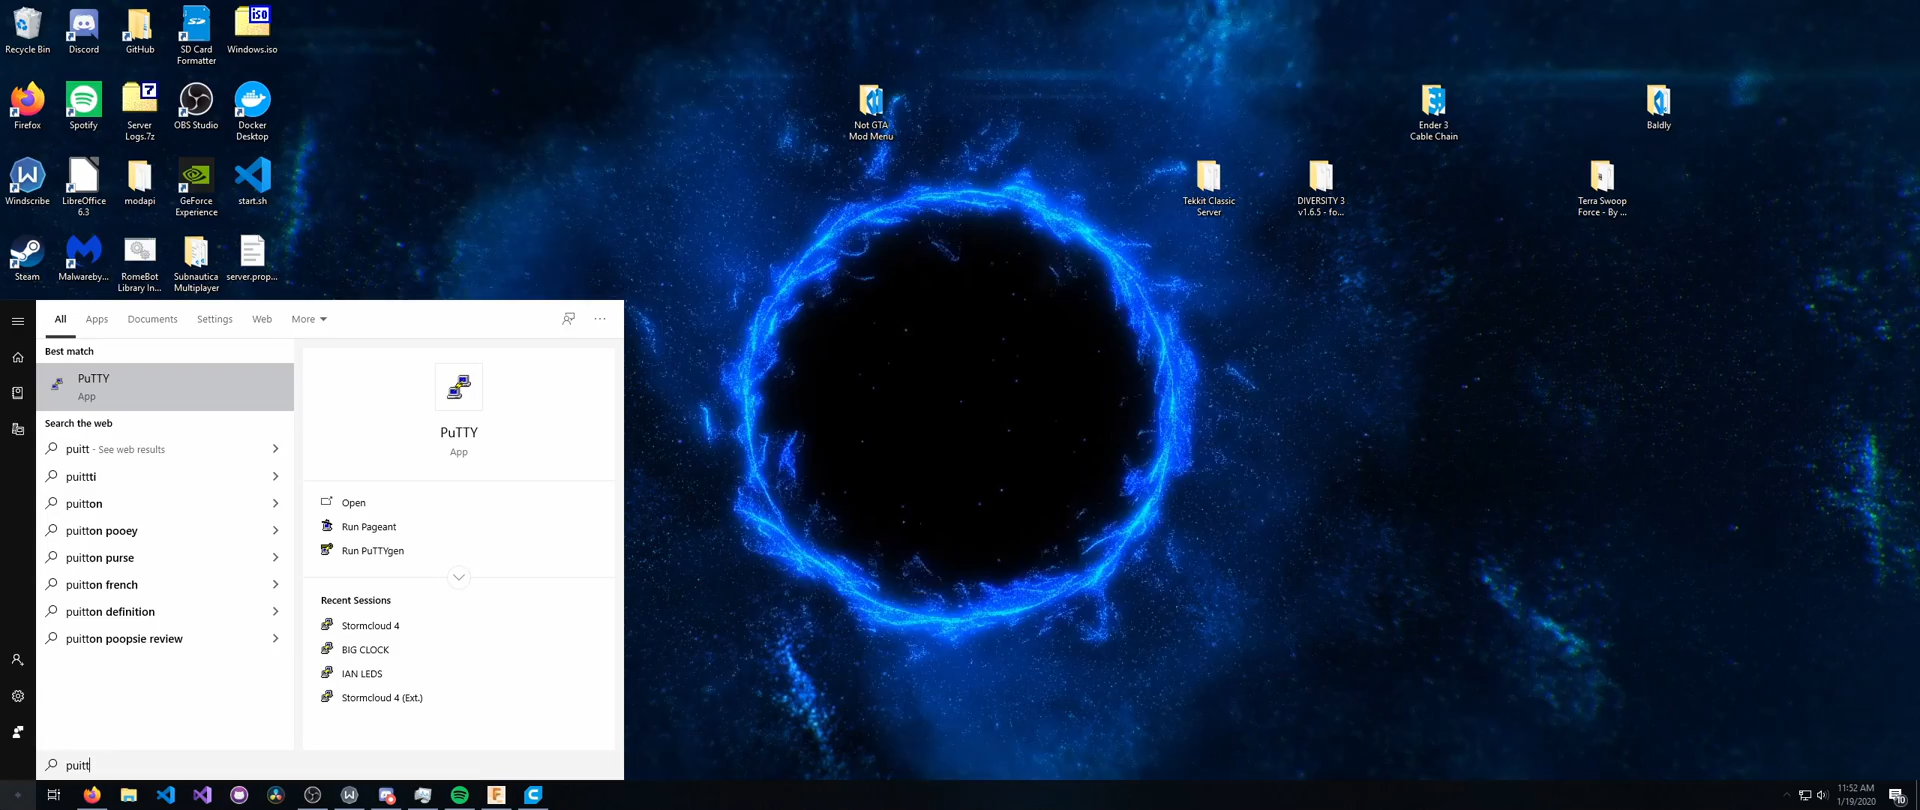 Recycle Bin
Discord
GitHub
SD Card
Formatter
ISO
Windows.iso
Firefox
Spotify
7
Server
Logs.7z
OBS Studio
Docker
Desktop
Windscribe
LibreOffice
6.3
modapi
GeForce
Experience
start.sh
Steam
Malwareby...
RomeBot
Library In...
Subnautica
Multiplayer
server.prop...
Not GTA
Mod Menu
Tekkit Classic
Server
DIVERSITY 3
v1.6.5 - fo...
Ender 3
Cable Chain
Baldly
Terra Swoop
Force - By ...
All Apps Documents Settings Web More
Best match
PuTTY
App
Search the web
puitt - See web results
puittti
puitton
puitton pooey
puitton purse
puitton french
puitton definition
puitton poopsie review
PuTTY
App
Open
Run Pageant
Run PuTTYgen
Recent Sessions
Stormcloud 4
BIG CLOCK
IAN LEDS
Stormcloud 4 (Ext.)
puitt
11:52 AM
1/19/2020
10